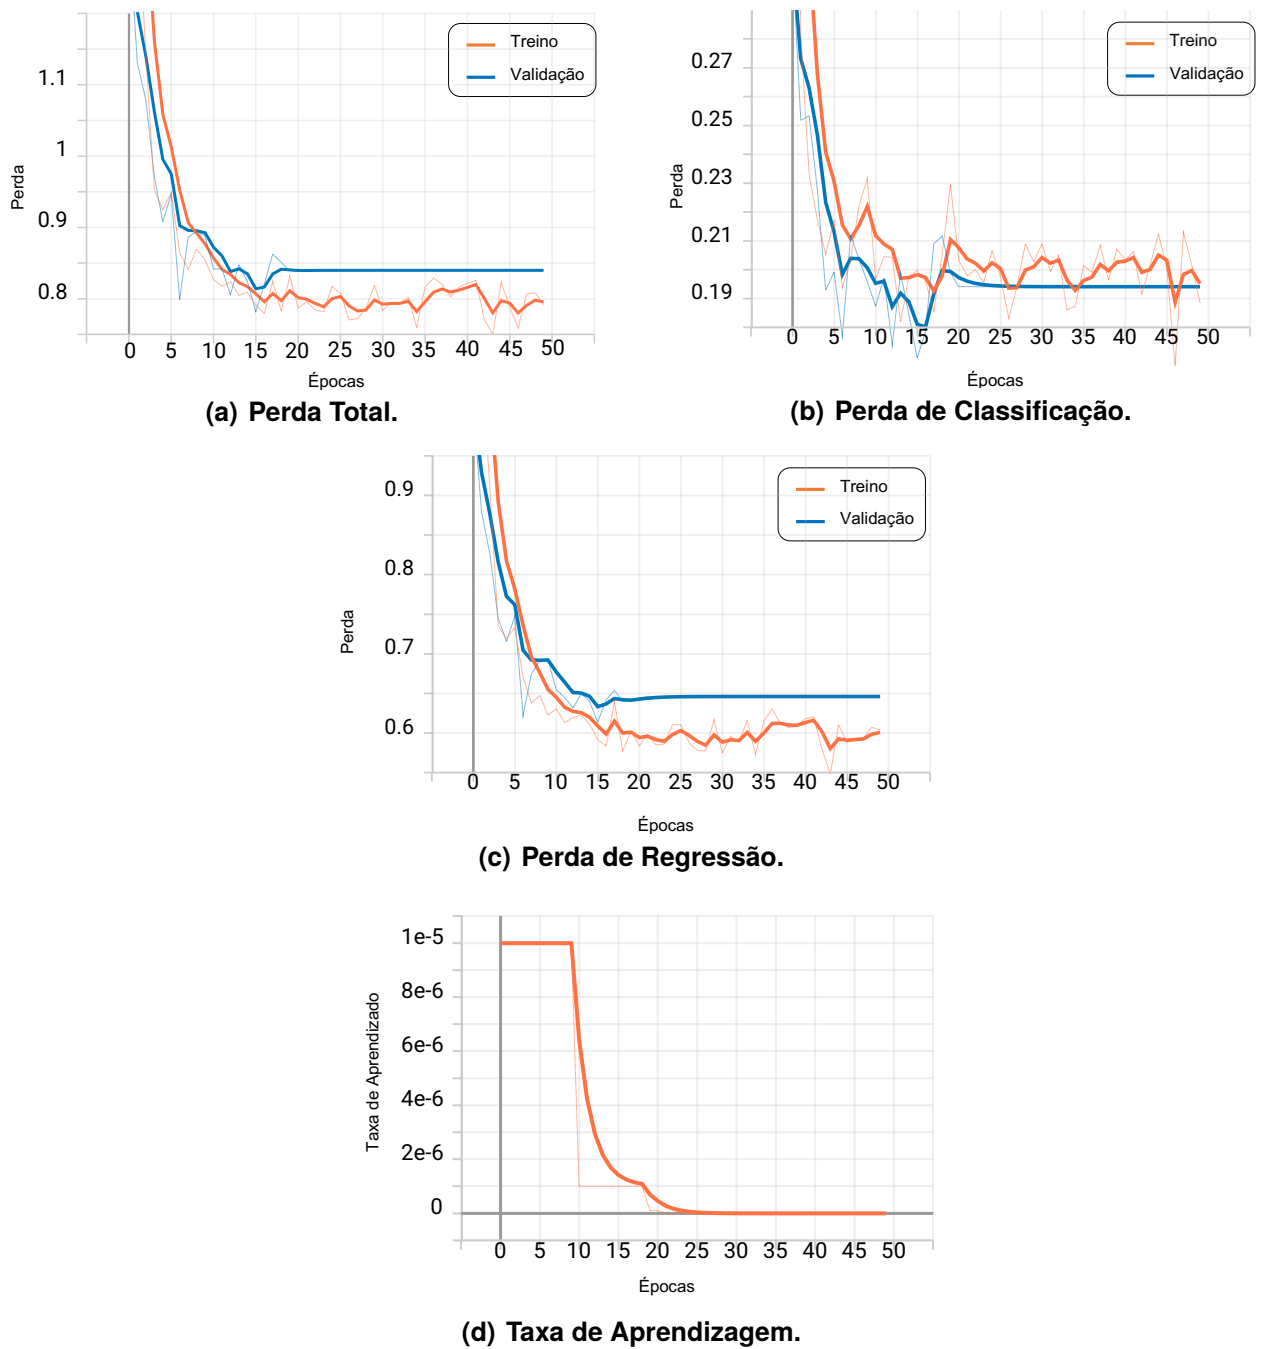 Treino
Validação
1.1
1
0.9
0.8
Perda
0 5 10 15 20 25 30 35 40 45 50
Épocas
(a) Perda Total.
Treino
Validação
0.27
0.25
0.23
0.21
0.19
Perda
0 5 10 15 20 25 30 35 40 45 50
Épocas
(b) Perda de Classificação.
Treino
Validação
0.9
0.8
0.7
0.6
Perda
0 5 10 15 20 25 30 35 40 45 50
Épocas
(c) Perda de Regressão.
1e-5
8e-6
6e-6
4e-6
2e-6
0
Taxa de Aprendizado
0 5 10 15 20 25 30 35 40 45 50
Épocas
(d) Taxa de Aprendizagem.